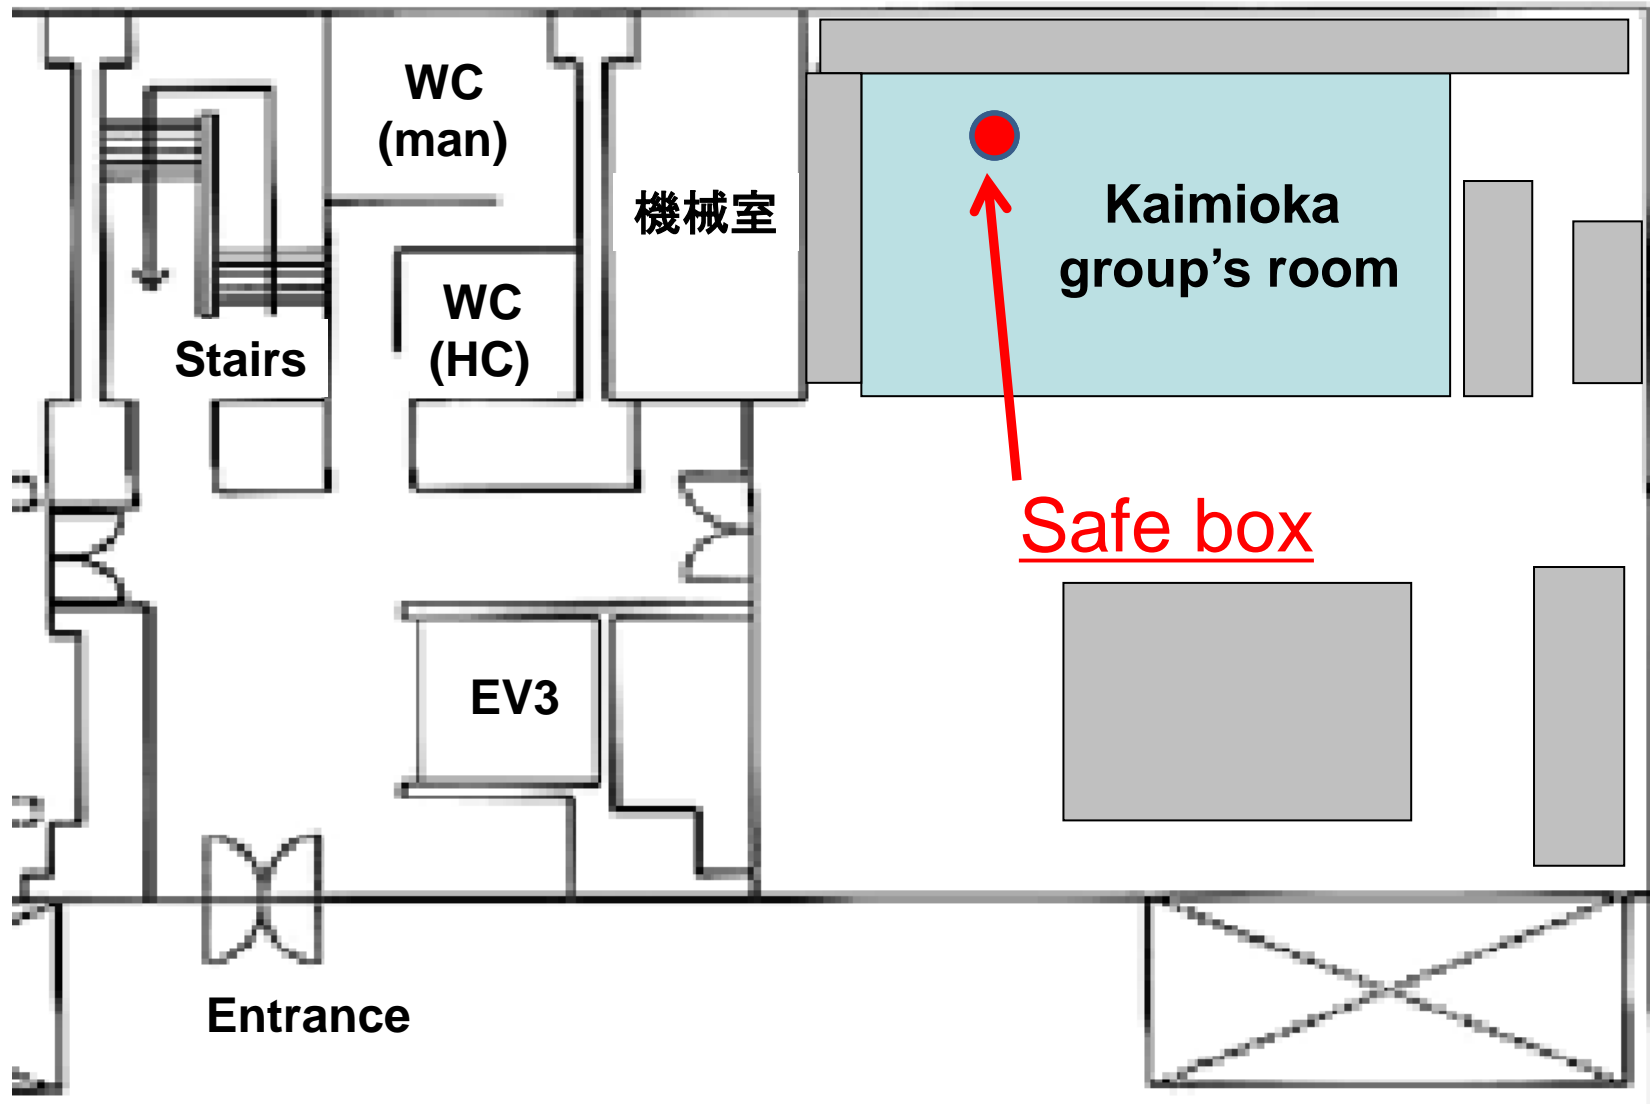 WC
(man)
機械室
Kaimioka
group’s room
WC
(HC)
Stairs
Safe box
EV3
Entrance